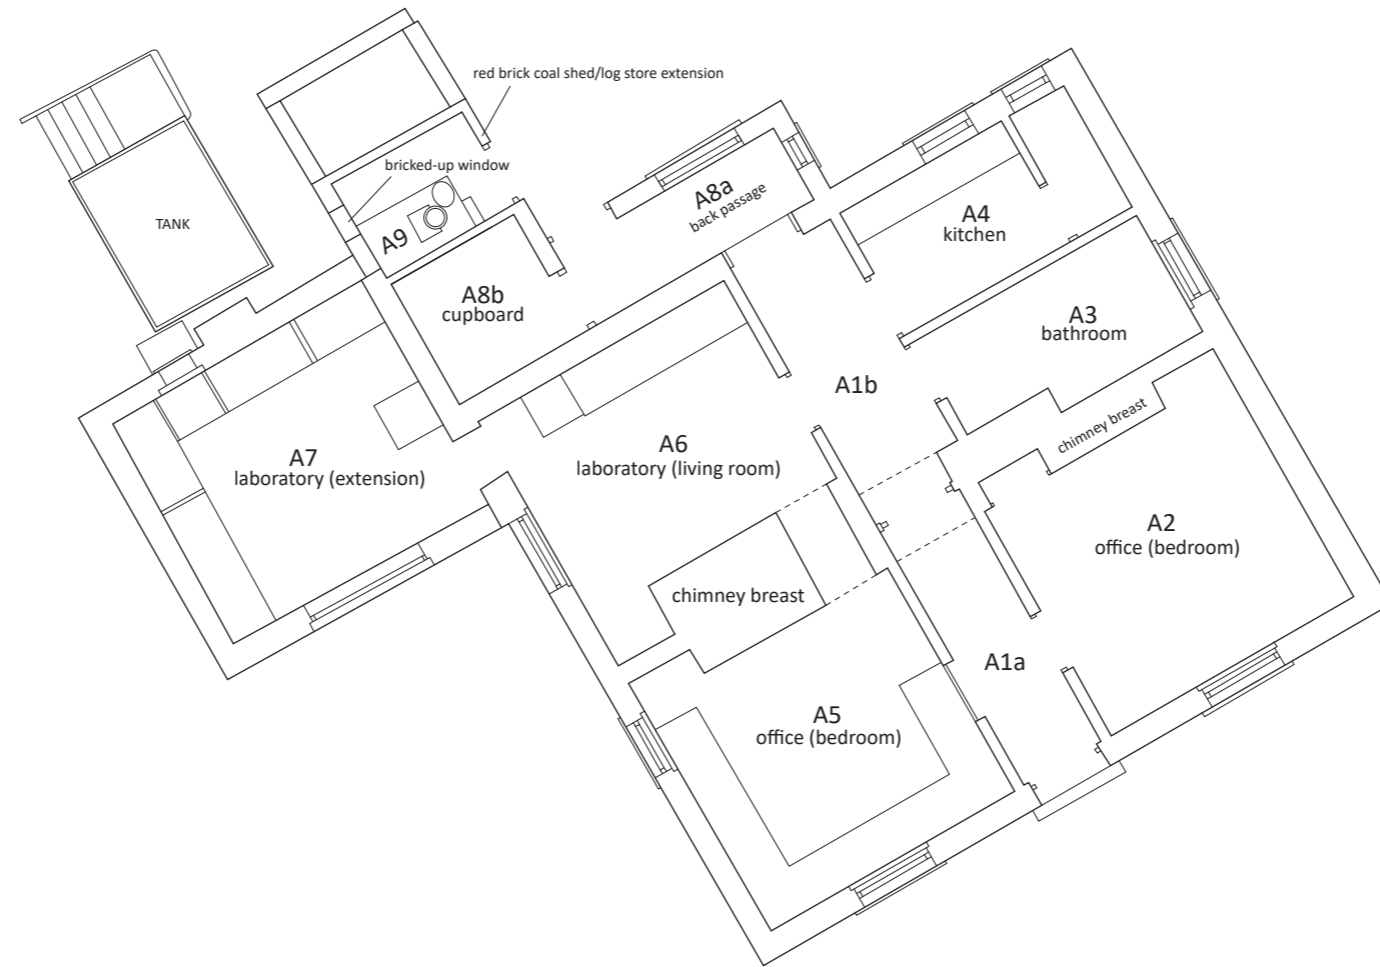 red brick coal shed/log store extension
bricked-up window
TANK
A9
A8a
back passage
A4
kitchen
A8b
cupboard
A3
bathroom
A1b
chimney breast
A7
laboratory (extension)
A6
laboratory (living room)
A2
office (bedroom)
chimney breast
A1a
A5
office (bedroom)